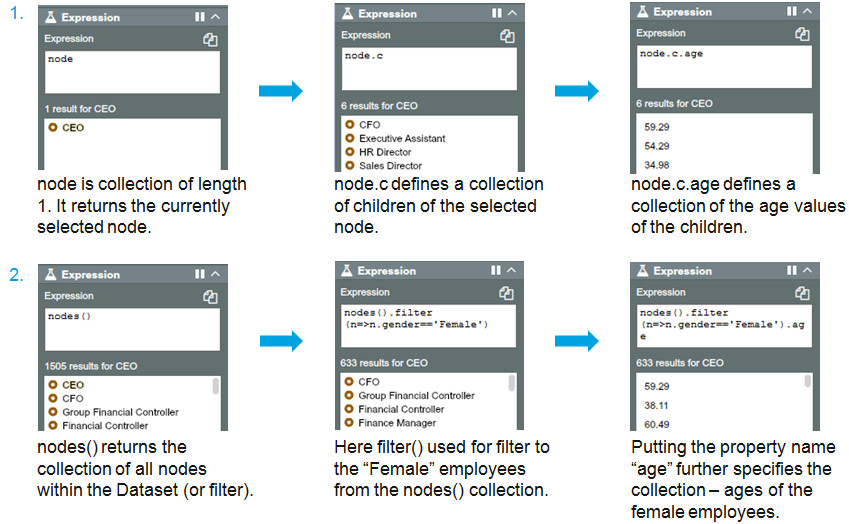 1.
Expression
Expression
node
1 result for CEO
CEO
node is collection of length
1. It returns the currently
selected node.
Expression
Expression
node.c
6 results for CEO
CFO
Executive Assistant
HR Director
Sales Director
node.c defines a collection
of children of the selected
node.
Expression
Expression
node.c.age
6 results for CEO
59.29
54.29
34.98
node.c.age defines a
collection of the age values
of the children.
2.
Expression
Expression
nodes()
1505 results for CEO
CEO
CFO
Group Financial Controller
Financial Controller
nodes() returns the
collection of all nodes
within the Dataset (or filter).
Expression
Expression
nodes().filter
(n=>n.gender=='Female')
633 results for CEO
CFO
Group Financial Controller
Financial Controller
Finance Manager
Here filter() used for filter to
the “Female” employees
from the nodes() collection.
Expression
Expression
nodes().filter
(n=>n.gender=='Female').ag
e
633 results for CEO
59.29
38.11
60.49
Putting the property name
“age” further specifies the
collection – ages of the
female employees.